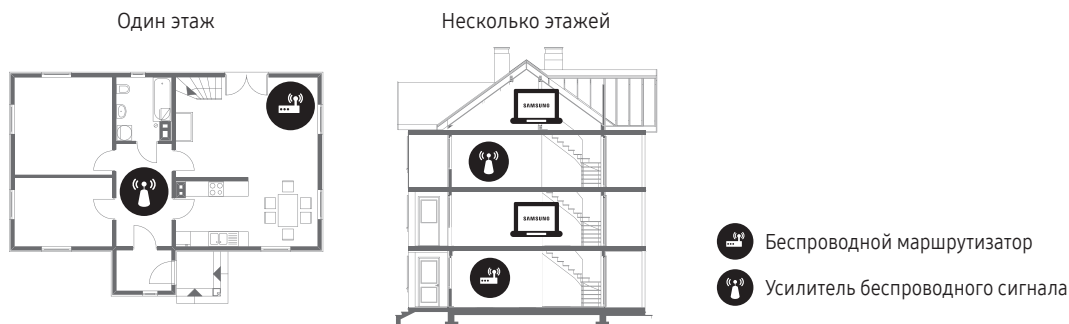 Один этаж
Несколько этажей
SAMSUNG
SAMSUNG
Беспроводной маршрутизатор
Усилитель беспроводного сигнала